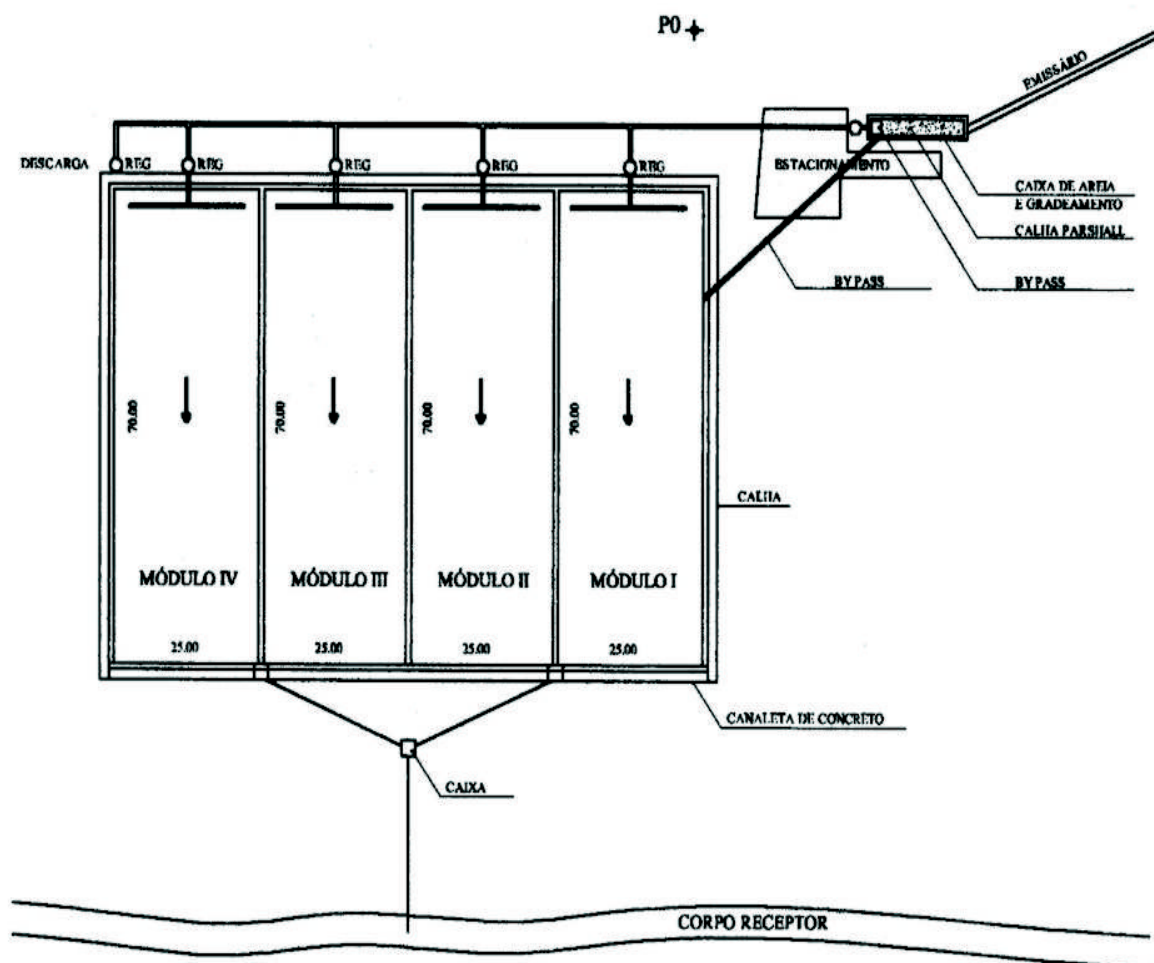 P0
EMISSÁRIO
DESCARGA
REG
REG
REG
REG
REG
ESTACIONAMENTO
CAIXA DE AREIA
E GRADEAMENTO
CALHA PARSHALL
BY PASS
BY PASS
70.00
70.00
70.00
70.00
CALHA
MÓDULO IV
MÓDULO III
MÓDULO II
MÓDULO I
25.00
25.00
25.00
25.00
CANALETA DE CONCRETO
CAIXA
CORPO RECEPTOR